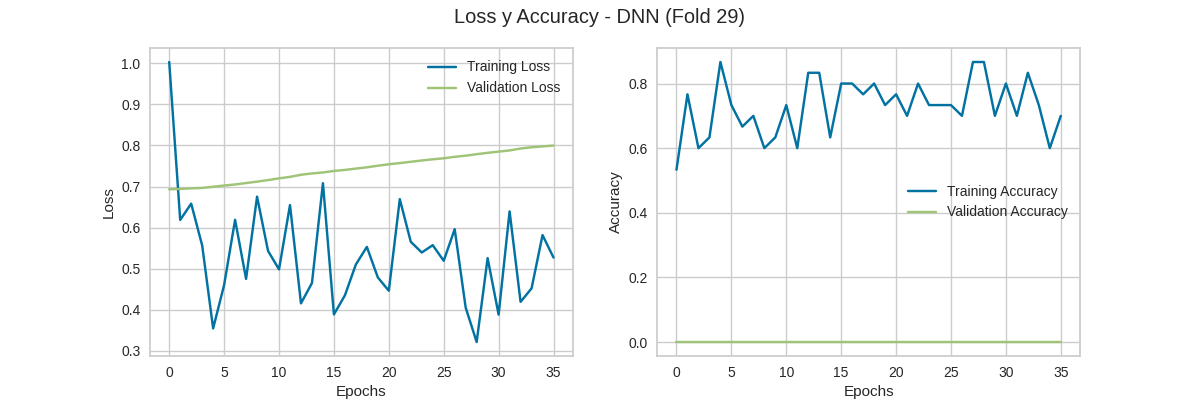 Loss y Accuracy - DNN (Fold 29)
1.0
0.9
0.8
0.7
0.6
0.5
0.4
0.3
Loss
Training Loss
Validation Loss
0 5 10 15 20 25 30 35
Epochs
0.8
0.6
0.4
0.2
0.0
Accuracy
Training Accuracy
Validation Accuracy
0 5 10 15 20 25 30 35
Epochs